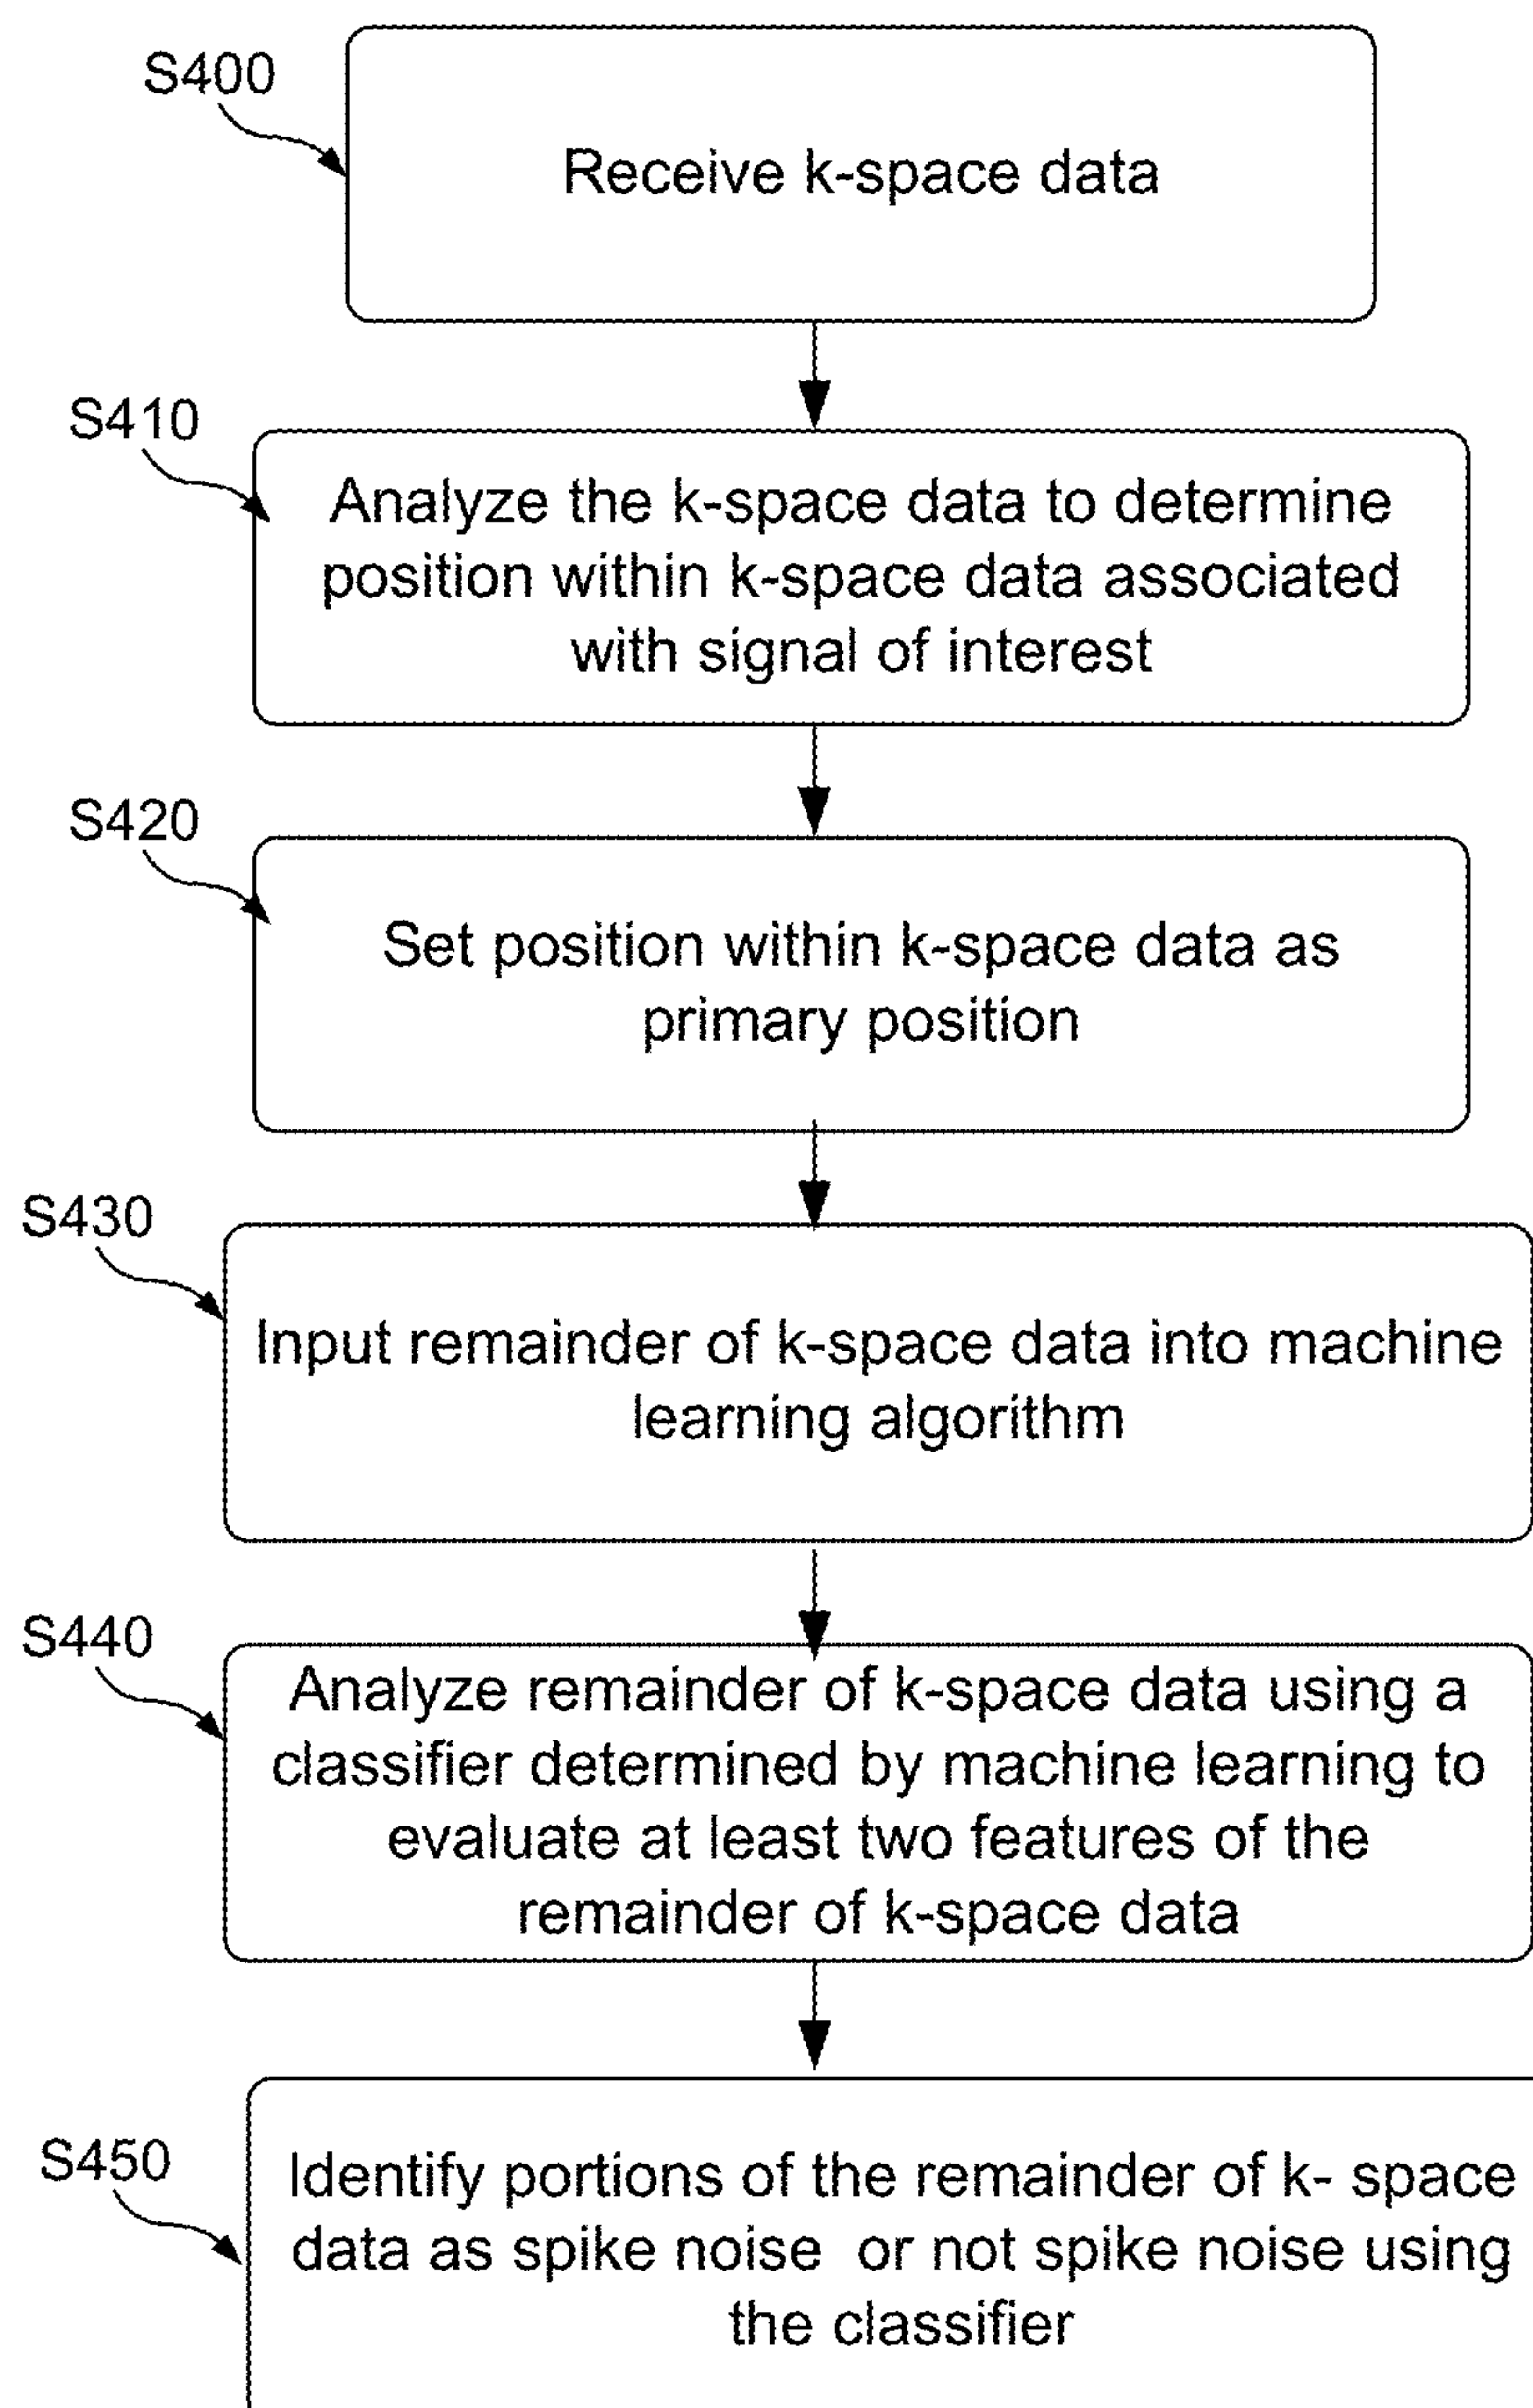 S400
Receive k-space data
S410
Analyze the k-space data to determine
position within k-space data associated
with signal of interest
S420
Set position within k-space data as
primary position
S430
Input remainder of k-space data into machine
learning algorithm
S440
Analyze remainder of k-space data using a
classifier determined by machine learning to
evaluate at least two features of the
remainder of k-space data
S450
Identify portions of the remainder of k- space
data as spike noise  or not spike noise using
the classifier